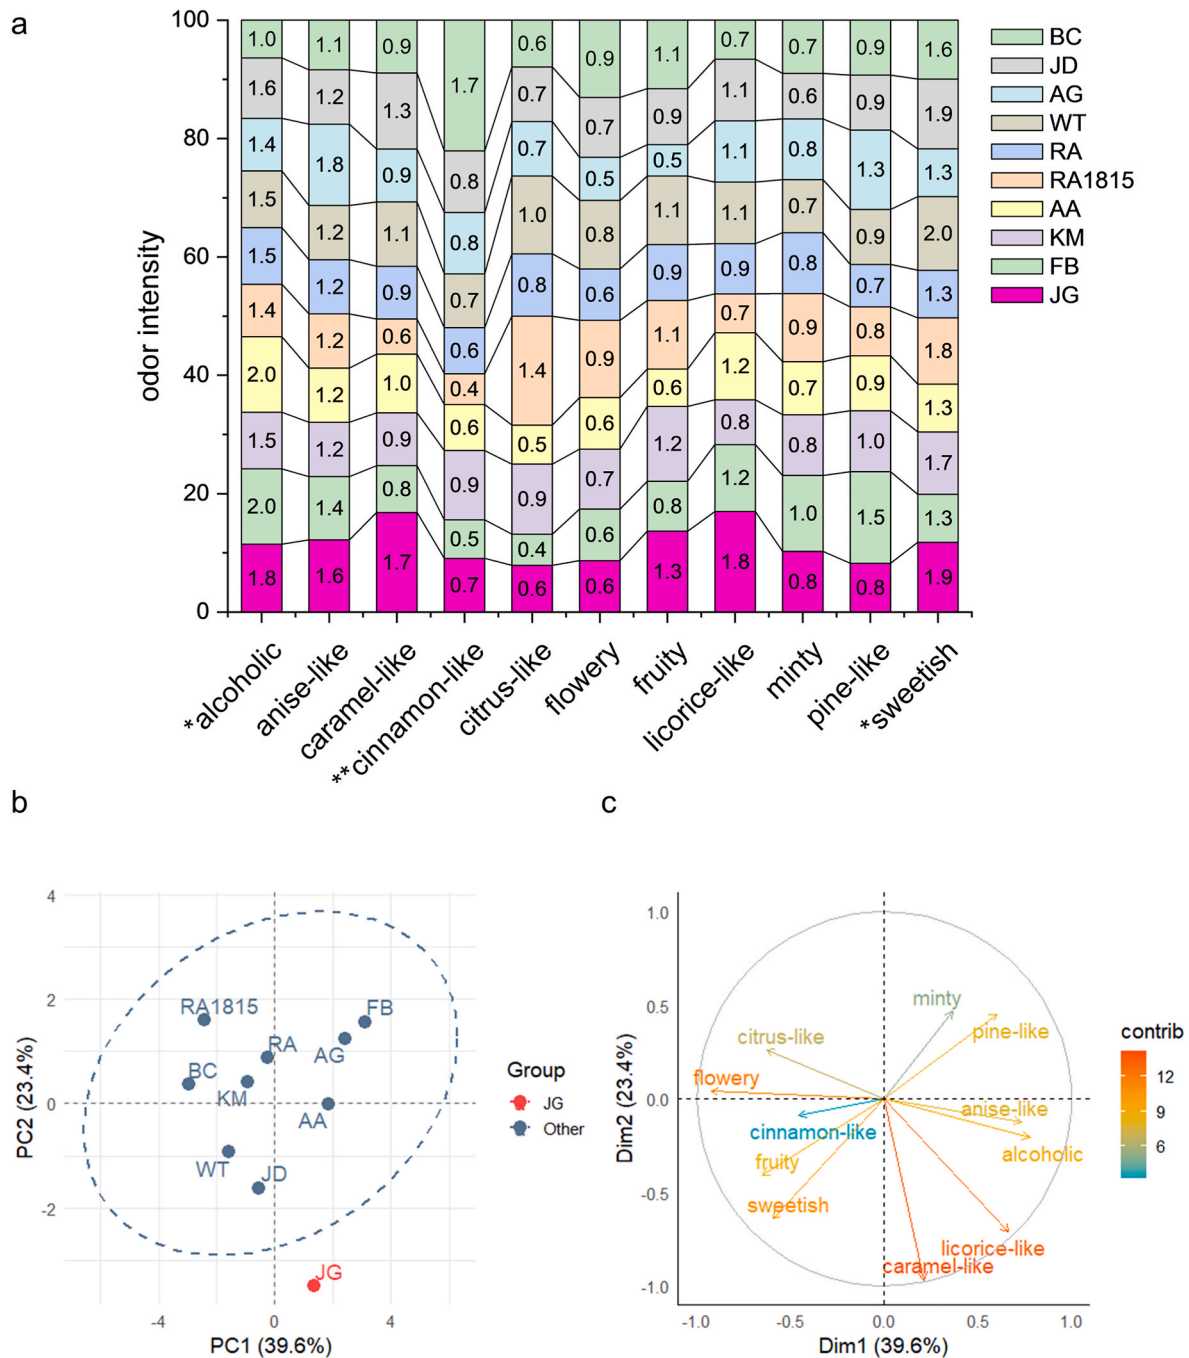 a
100
80
60
40
20
0
odor intensity
1.0 1.1 0.9 1.7 0.6 0.9 1.1 0.7 0.7 0.9 1.6
1.6 1.2 1.3 0.8 0.7 0.7 0.9 1.1 0.6 0.9 1.9
1.4 1.8 0.9 0.8 0.7 0.5 0.5 1.1 0.8 1.3 1.3
1.5 1.2 1.1 0.7 1.0 0.8 1.1 1.1 0.7 0.9 2.0
1.5 1.2 0.9 0.6 0.8 0.6 0.9 0.9 0.8 0.7 1.3
1.4 1.2 0.6 0.4 1.4 0.9 1.1 0.7 0.9 0.8 1.8
2.0 1.2 1.0 0.6 0.5 0.6 0.6 1.2 0.7 0.9 1.3
1.5 1.2 0.9 0.9 0.9 0.7 1.2 0.8 0.8 1.0 1.7
2.0 1.4 0.8 0.5 0.4 0.6 0.8 1.2 1.0 1.5 1.3
1.8 1.6 1.7 0.7 0.6 0.6 1.3 1.8 0.8 0.8 1.9
*alcoholic
anise-like
caramel-like
**cinnamon-like
citrus-like
flowery
fruity
licorice-like
minty
pine-like
*sweetish
BC
JD
AG
WT
RA
RA1815
AA
KM
FB
JG
b
4
2
0
-2
PC2 (23.4%)
RA1815
FB
RA
AG
BC
KM
AA
WT
JD
JG
-4 0 4
PC1 (39.6%)
Group
JG
Other
c
1.0
0.5
0.0
-0.5
-1.0
Dim2 (23.4%)
minty
pine-like
citrus-like
flowery
anise-like
cinnamon-like
alcoholic
fruity
sweetish
licorice-like
caramel-like
-1.0 -0.5 0.0 0.5 1.0
Dim1 (39.6%)
contrib
12
9
6